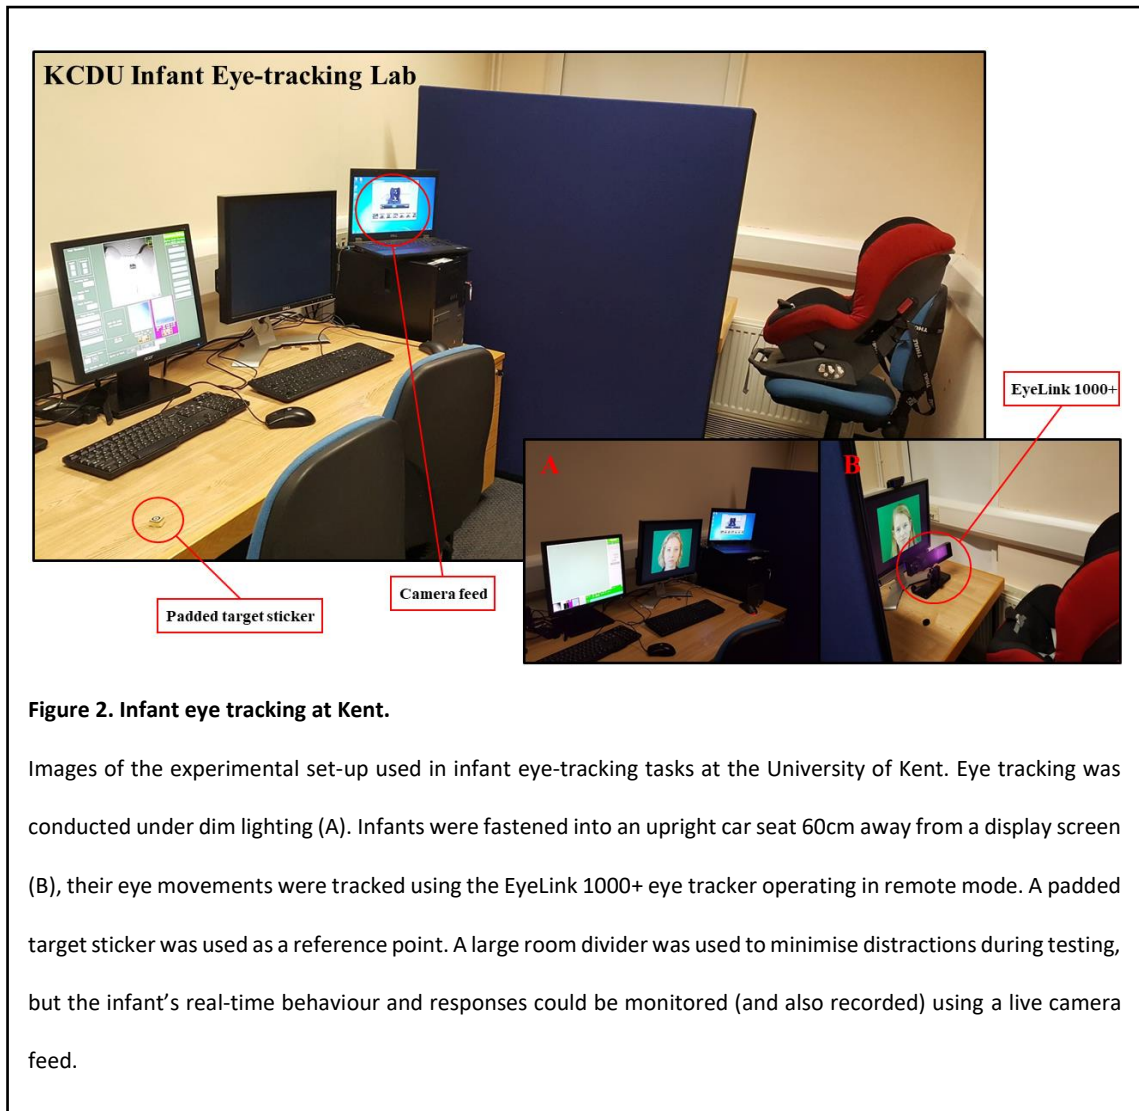 KCDU Infant Eye-tracking Lab
EyeLink 1000+
A
B
Camera feed
Padded target sticker
Figure 2. Infant eye tracking at Kent.
Images of the experimental set-up used in infant eye-tracking tasks at the University of Kent. Eye tracking was
conducted under dim lighting (A). Infants were fastened into an upright car seat 60cm away from a display screen
(B), their eye movements were tracked using the EyeLink 1000+ eye tracker operating in remote mode. A padded
target sticker was used as a reference point. A large room divider was used to minimise distractions during testing,
but the infant’s real-time behaviour and responses could be monitored (and also recorded) using a live camera
feed.